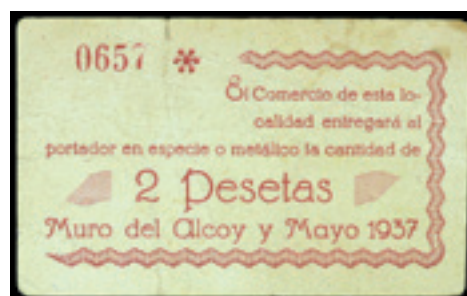 0657 *
El Comercio de esta lo-
calidad entregará al
portador en especie o metálico la cantidad de
2 Pesetas
Muro del Alcoy y Mayo 1937